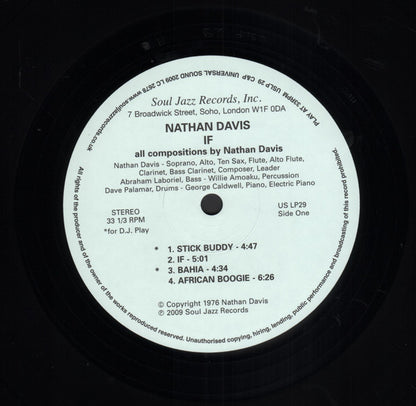 Soul Jazz Records, Inc.
7 Broadwick Street, Soho, London W1F 0DA
NATHAN DAVIS
IF
all compositions by Nathan Davis
Nathan Davis - Soprano, Alto, Ten Sax, Flute, Alto Flute,
Clarinet, Bass Clarinet, Composer, Leader
Abraham Laboriel, Bass - Willie Amoaku, Percussion
Dave Palamar, Drums - George Caldwell, Piano, Electric Piano
STEREO
33 1/3 RPM
*for D.J. Play
US LP29
Side One
* 1. STICK BUDDY - 4:47
2. IF - 5:01
* 3. BAHIA - 4:34
4. AFRICAN BOOGIE - 6:26
© Copyright 1976 Nathan Davis
℗ 2009 Soul Jazz Records
All rights of the producer and of the owner of the works reproduced reserved. Unauthorised copying, hiring, lending, public performance and broadcasting of this record prohibited.
www.souljazzrecords.co.uk
PLAY AT 33RPM USLP 29 C&P UNIVERSAL SOUND 2009 LC 2678